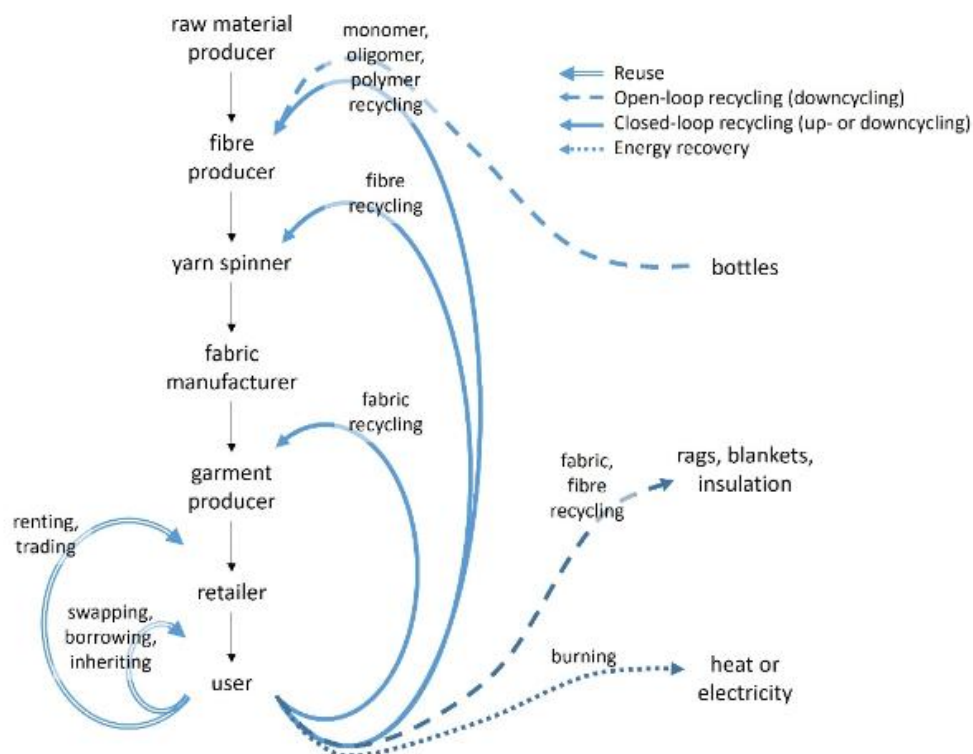 raw material
producer
monomer,
oligomer,
polymer
recycling
Reuse
Open-loop recycling (downcycling)
Closed-loop recycling (up- or downcycling)
Energy recovery
fibre
producer
fibre
recycling
yarn spinner
bottles
fabric
manufacturer
fabric
recycling
garment
producer
fabric,
fibre
recycling
rags, blankets,
insulation
renting,
trading
retailer
swapping,
borrowing,
inheriting
user
burning
heat or
electricity